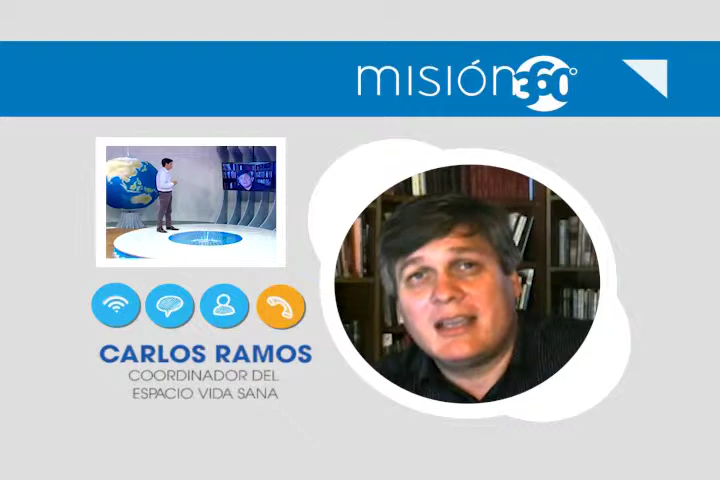 misión360°
CARLOS RAMOS
COORDINADOR DEL
ESPACIO VIDA SANA